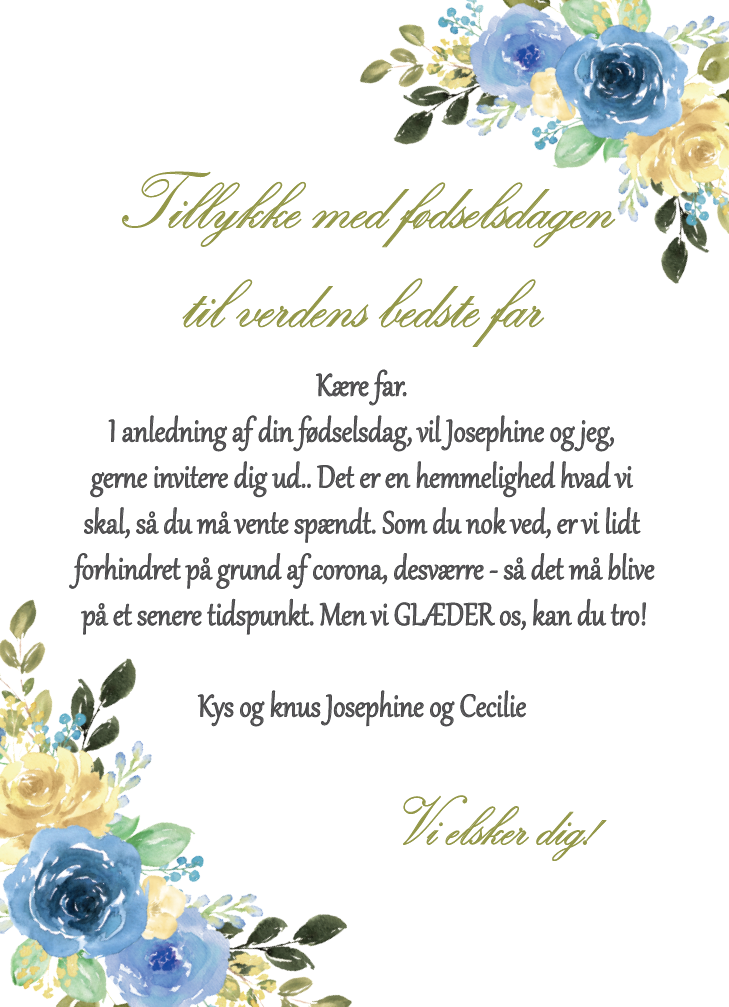 Tillykke med fødselsdagen
til verdens bedste far
Kære far.
I anledning af din fødselsdag, vil Josephine og jeg,
gerne invitere dig ud.. Det er en hemmelighed hvad vi
skal, så du må vente spændt. Som du nok ved, er vi lidt
forhindret på grund af corona, desværre - så det må blive
på et senere tidspunkt. Men vi GLÆDER os, kan du tro!
Kys og knus Josephine og Cecilie
Vi elsker dig!